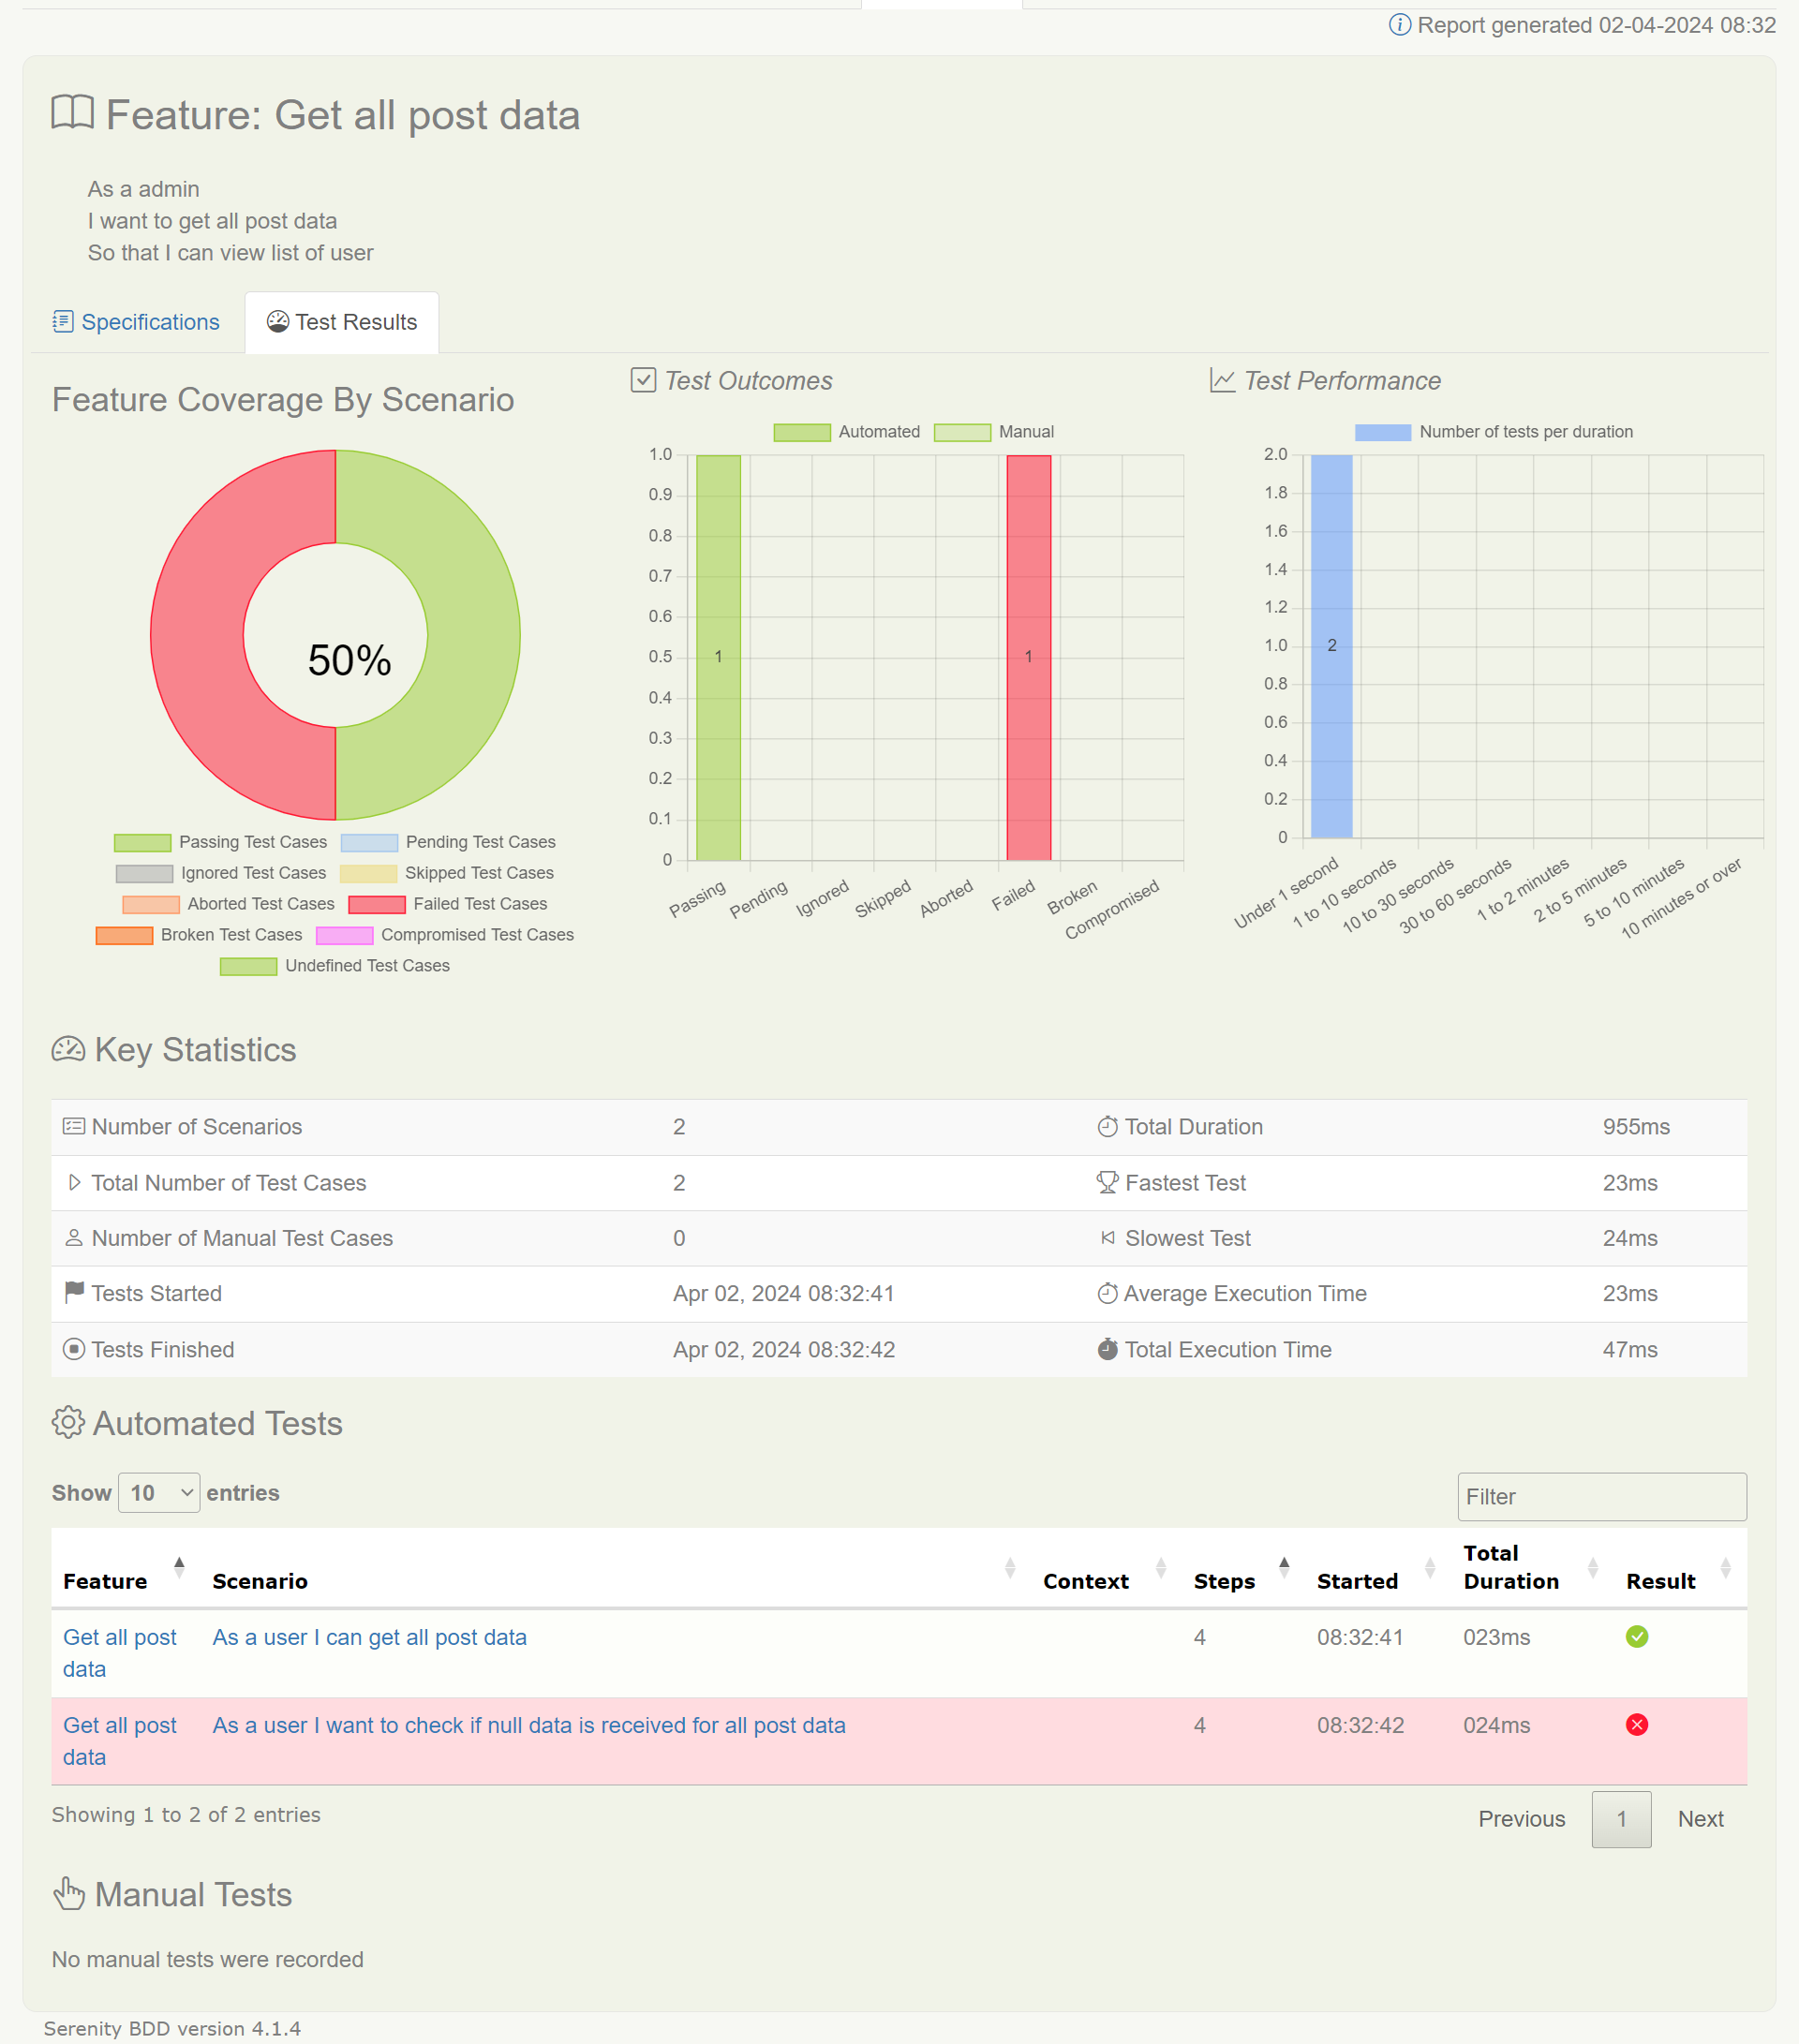 Report generated 02-04-2024 08:32
Feature: Get all post data
As a admin
I want to get all post data
So that I can view list of user
Specifications
Test Results
Feature Coverage By Scenario
50%
Passing Test Cases
Pending Test Cases
Ignored Test Cases
Skipped Test Cases
Aborted Test Cases
Failed Test Cases
Broken Test Cases
Compromised Test Cases
Undefined Test Cases
Test Outcomes
Automated
Manual
1.0
0.9
0.8
0.7
0.6
0.5
0.4
0.3
0.2
0.1
0
1
1
Passing
Pending
Ignored
Skipped
Aborted
Failed
Broken
Compromised
Test Performance
Number of tests per duration
2.0
1.8
1.6
1.4
1.2
1.0
0.8
0.6
0.4
0.2
0
2
Under 1 second
1 to 10 seconds
10 to 30 seconds
30 to 60 seconds
1 to 2 minutes
2 to 5 minutes
5 to 10 minutes
10 minutes or over
Key Statistics
Number of Scenarios 2 Total Duration 955ms
Total Number of Test Cases 2 Fastest Test 23ms
Number of Manual Test Cases 0 Slowest Test 24ms
Tests Started Apr 02, 2024 08:32:41 Average Execution Time 23ms
Tests Finished Apr 02, 2024 08:32:42 Total Execution Time 47ms
Automated Tests
Show 10 entries
Filter
Feature Scenario Context Steps Started Total Duration Result
Get all post data As a user I can get all post data 4 08:32:41 023ms
Get all post data As a user I want to check if null data is received for all post data 4 08:32:42 024ms
Showing 1 to 2 of 2 entries
Previous 1 Next
Manual Tests
No manual tests were recorded
Serenity BDD version 4.1.4